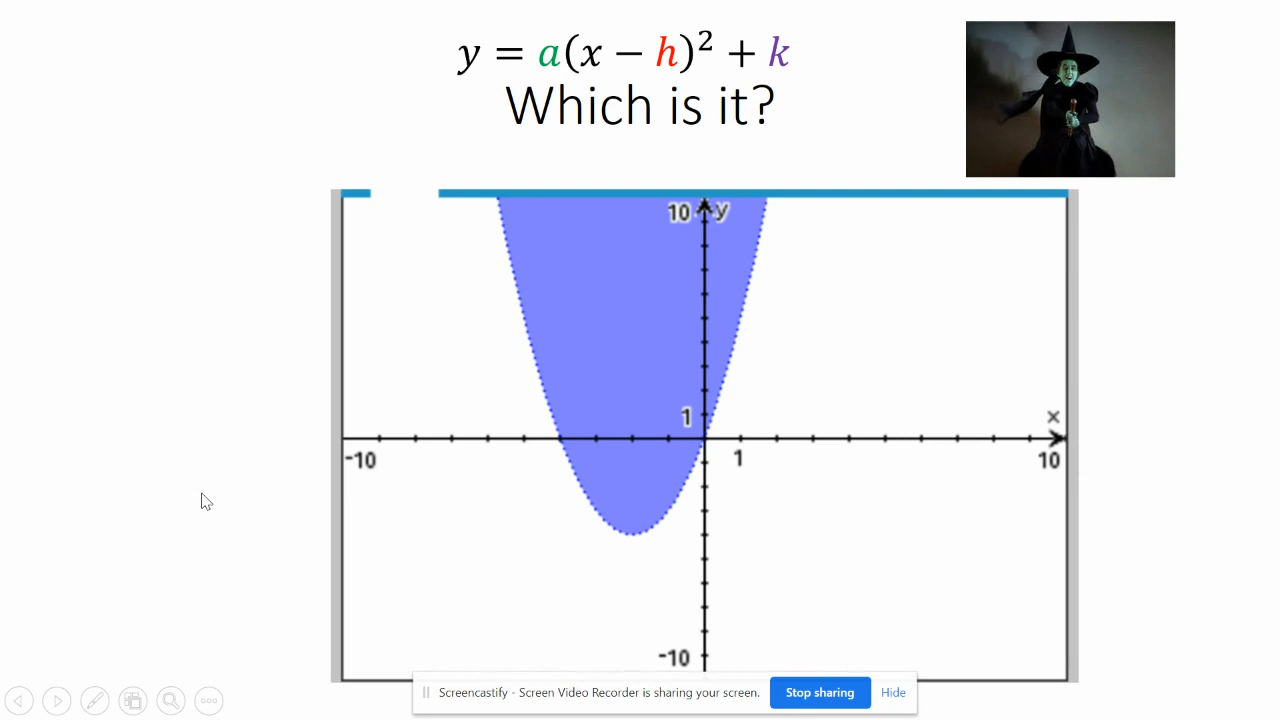 y = a(x − h)² + k
Which is it?
10 y
1
x
-10 1 10
-10
Screencastify - Screen Video Recorder is sharing your screen. Stop sharing Hide